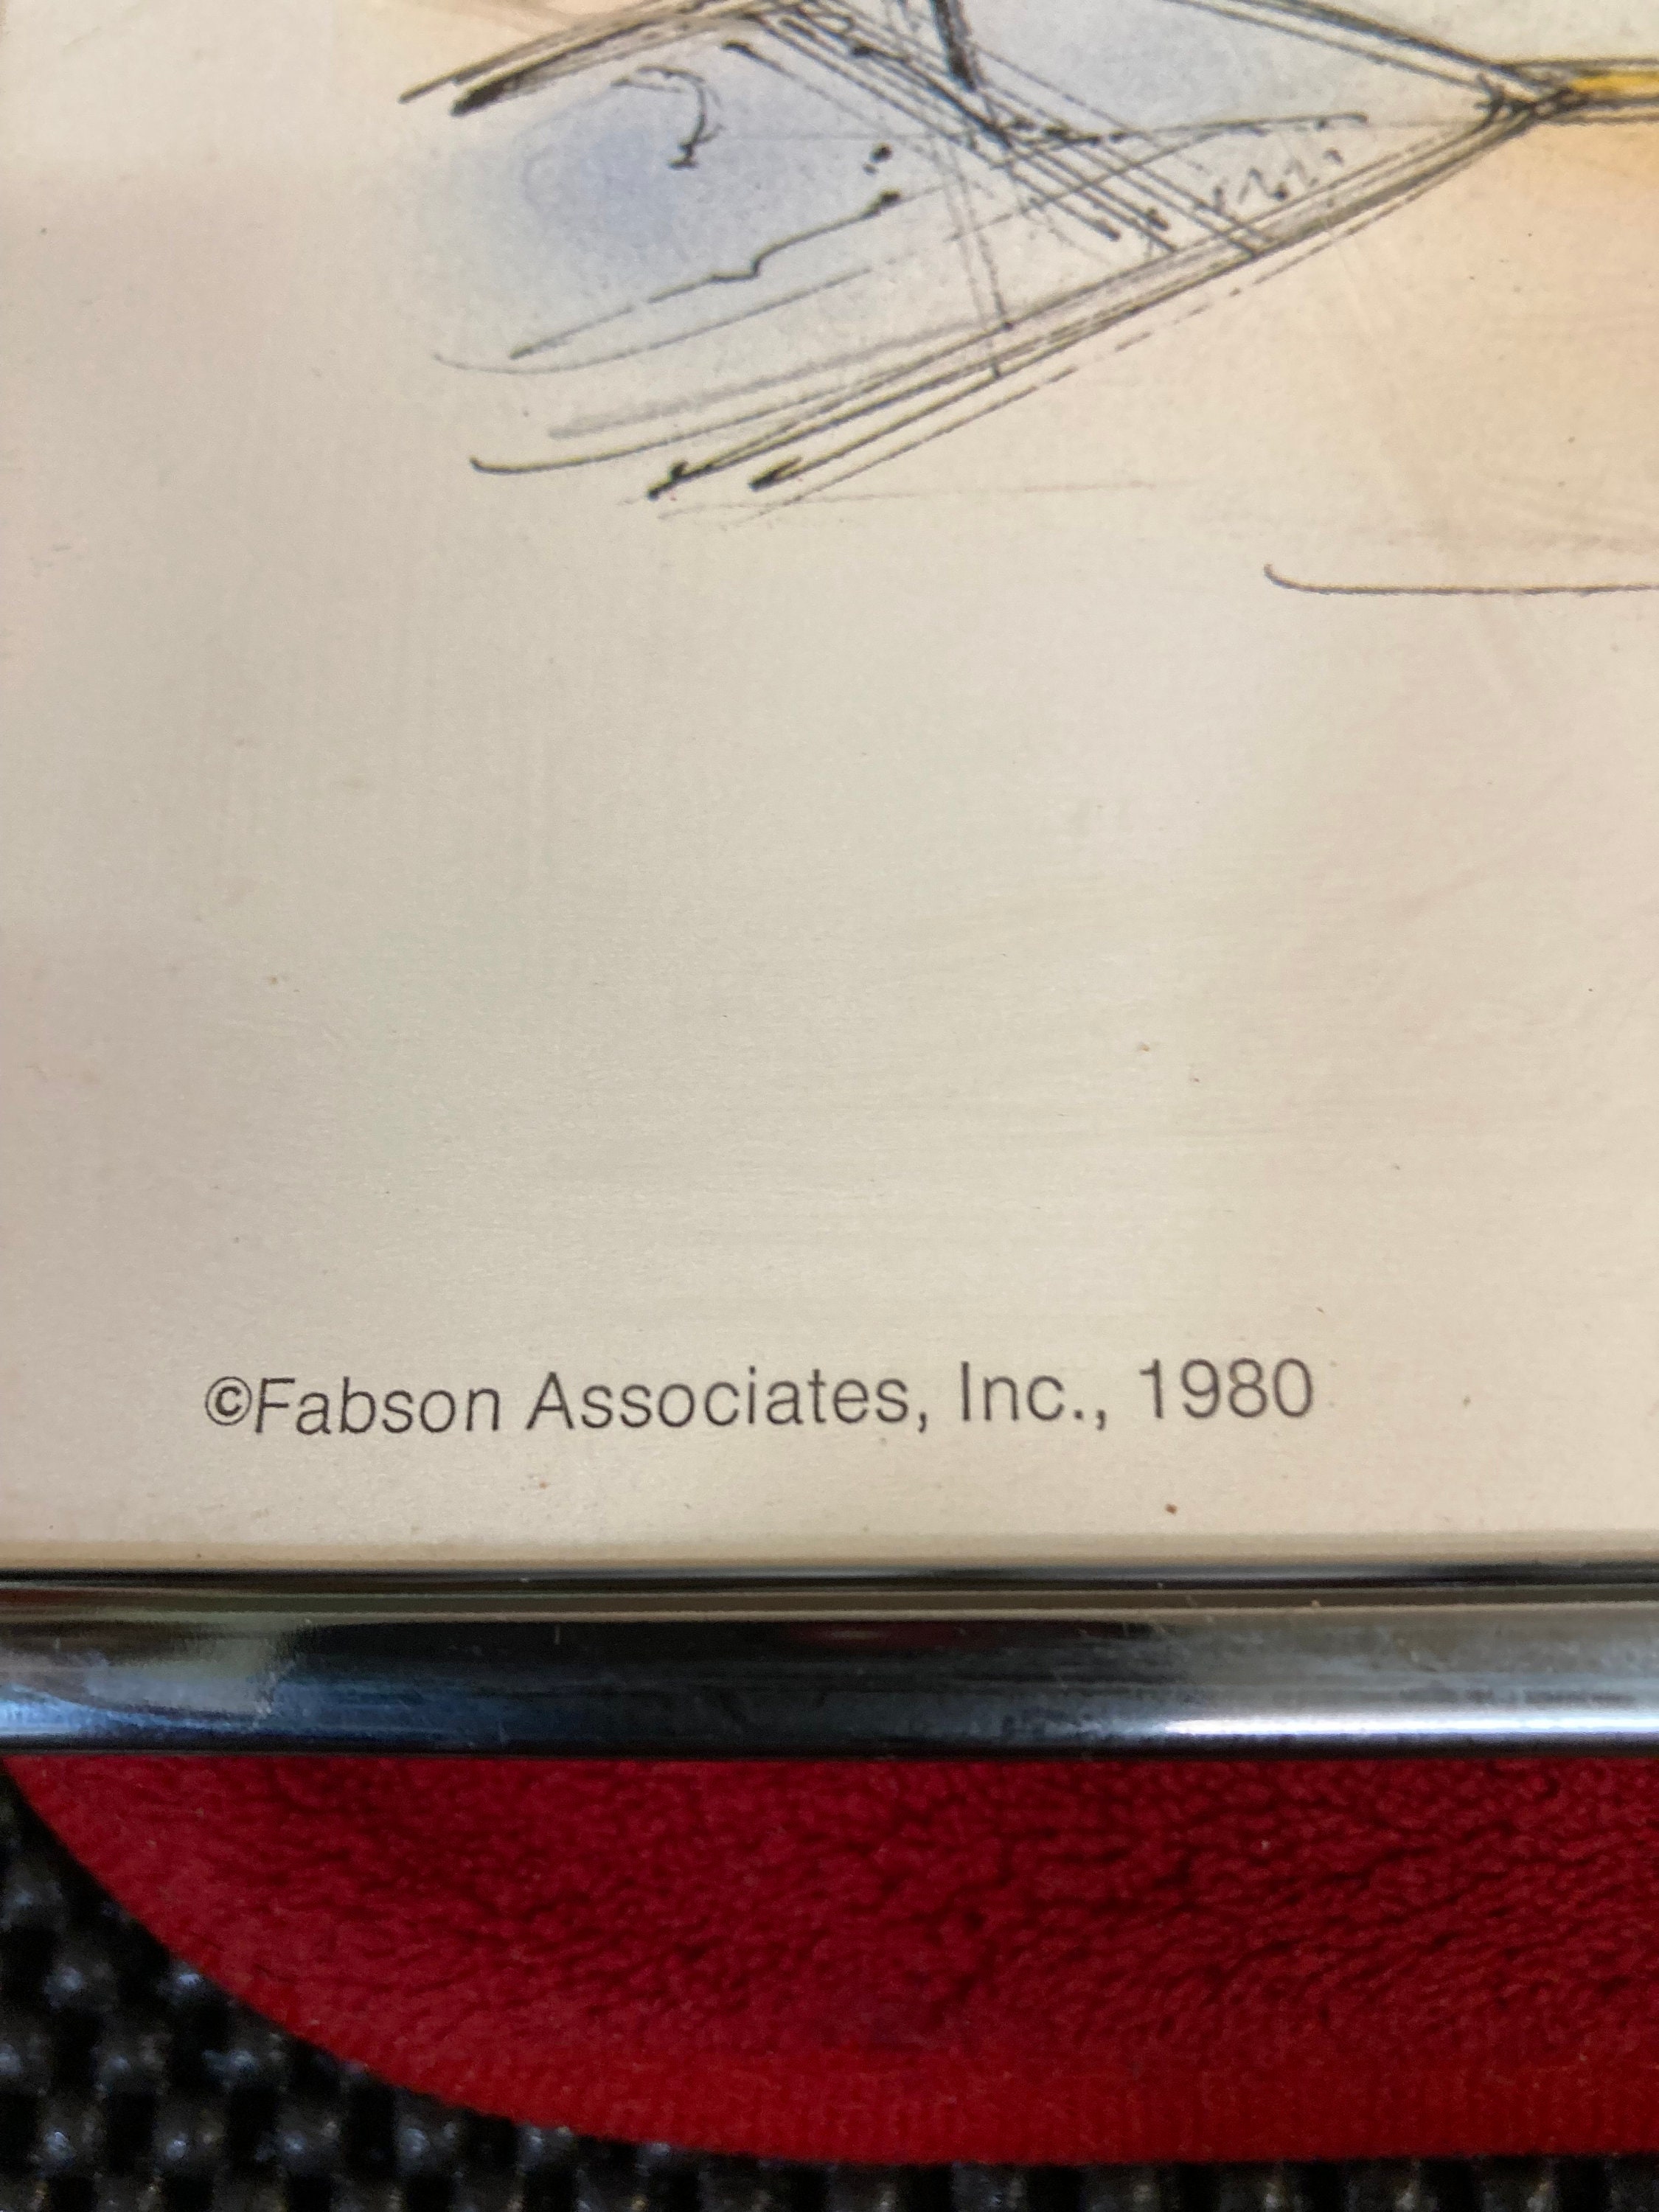 ©Fabson Associates, Inc., 1980